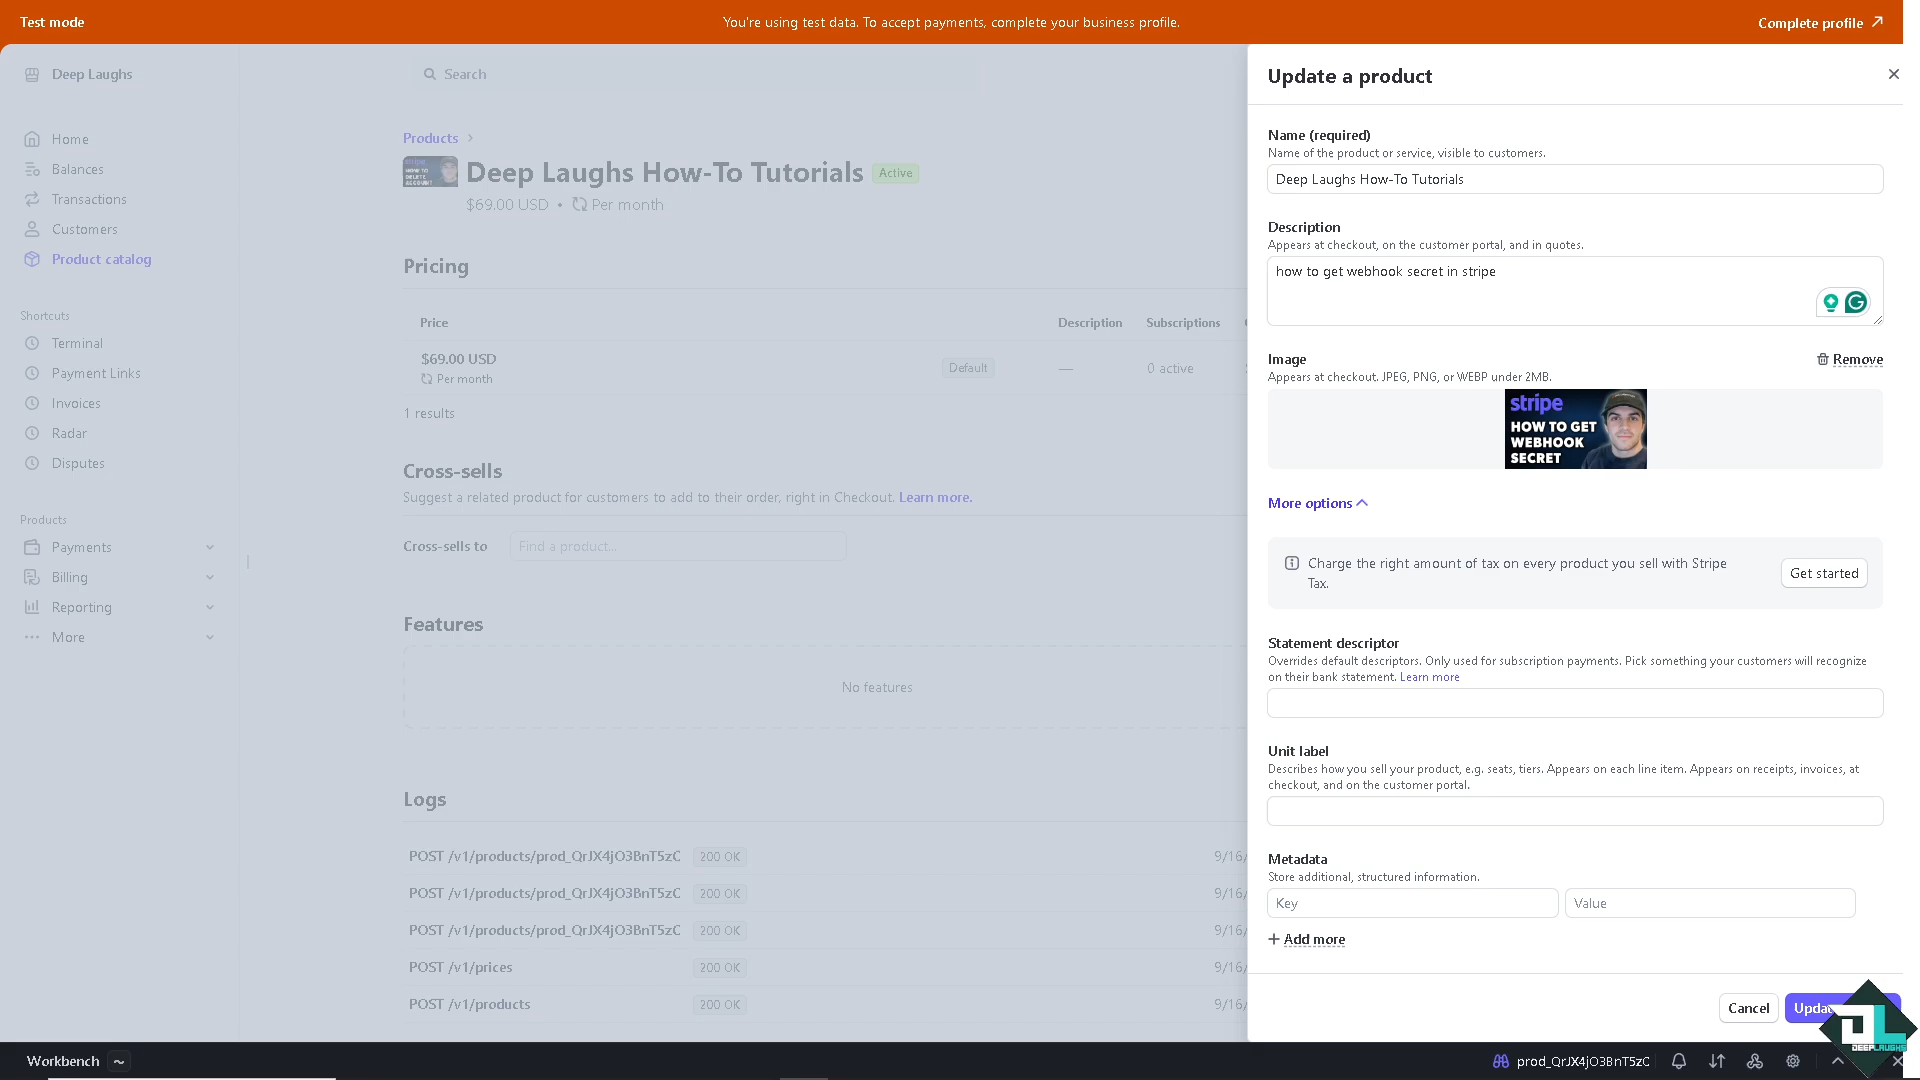 Test mode
You're using test data. To accept payments, complete your business profile.
Complete profile
Deep Laughs
Search
Home
Balances
Transactions
Customers
Product catalog
Shortcuts
Terminal
Payment Links
Invoices
Radar
Disputes
Products
Payments
Billing
Reporting
More
Products
Deep Laughs How-To Tutorials
Active
$69.00 USD • Per month
Pricing
Price
Description
Subscriptions
$69.00 USD
Per month
Default
—
0 active
1 results
Cross-sells
Suggest a related product for customers to add to their order, right in Checkout. Learn more.
Cross-sells to
Find a product...
Features
No features
Logs
POST /v1/products/prod_QrJX4jO3BnT5zC 200 OK 9/16/
POST /v1/products/prod_QrJX4jO3BnT5zC 200 OK 9/16/
POST /v1/products/prod_QrJX4jO3BnT5zC 200 OK 9/16/
POST /v1/prices 200 OK 9/16/
POST /v1/products 200 OK 9/16/
Update a product
Name (required)
Name of the product or service, visible to customers.
Deep Laughs How-To Tutorials
Description
Appears at checkout, on the customer portal, and in quotes.
how to get webhook secret in stripe
Image
Remove
Appears at checkout. JPEG, PNG, or WEBP under 2MB.
stripe
HOW TO GET
WEBHOOK
SECRET
More options
Charge the right amount of tax on every product you sell with Stripe
Tax.
Get started
Statement descriptor
Overrides default descriptors. Only used for subscription payments. Pick something your customers will recognize
on their bank statement. Learn more
Unit label
Describes how you sell your product, e.g. seats, tiers. Appears on each line item. Appears on receipts, invoices, at
checkout, and on the customer portal.
Metadata
Store additional, structured information.
Key
Value
Add more
Cancel
DEEPLAUGHS
Workbench
prod_QrJX4jO3BnT5zC